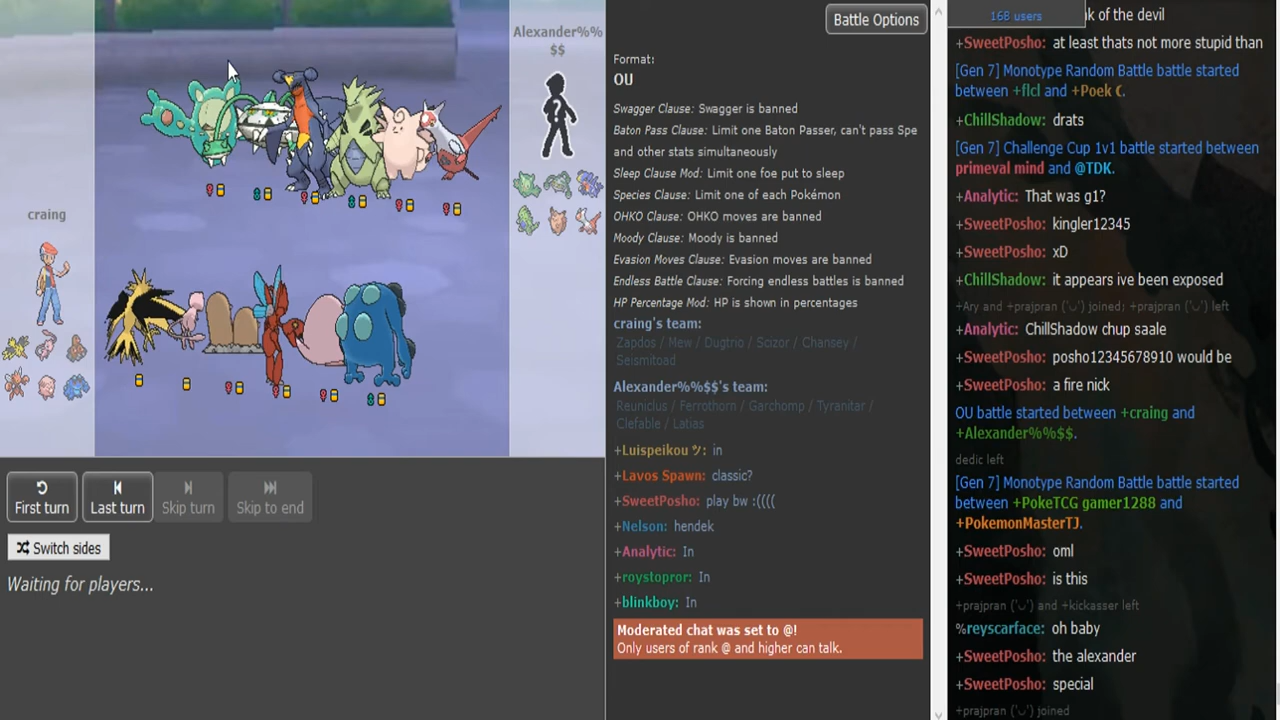 Alexander%%
$$
craing
First turn
Last turn
Skip turn
Skip to end
Switch sides
Waiting for players...
Battle Options
Format:
OU
Swagger Clause: Swagger is banned
Baton Pass Clause: Limit one Baton Passer, can't pass Spe
and other stats simultaneously
Sleep Clause Mod: Limit one foe put to sleep
Species Clause: Limit one of each Pokémon
OHKO Clause: OHKO moves are banned
Moody Clause: Moody is banned
Evasion Moves Clause: Evasion moves are banned
Endless Battle Clause: Forcing endless battles is banned
HP Percentage Mod: HP is shown in percentages
craing's team:
Zapdos / Mew / Dugtrio / Scizor / Chansey /
Seismitoad
Alexander%%$$'s team:
Reuniclus / Ferrothorn / Garchomp / Tyranitar /
Clefable / Latias
+Luispeikou ツ: in
+Lavos Spawn: classic?
+SweetPosho: play bw :((((
+Nelson: hendek
+Analytic: In
+roystopror: In
+blinkboy: In
Moderated chat was set to @!
Only users of rank @ and higher can talk.
168 users
k of the devil
+SweetPosho: at least thats not more stupid than
[Gen 7] Monotype Random Battle battle started
between +flcl and +Poek ☾.
+ChillShadow: drats
[Gen 7] Challenge Cup 1v1 battle started between
primeval mind and @TDK.
+Analytic: That was g1?
+SweetPosho: kingler12345
+SweetPosho: xD
+ChillShadow: it appears ive been exposed
+Ary and +prajpran ('ᴗ') joined; +prajpran ('ᴗ') left
+Analytic: ChillShadow chup saale
+SweetPosho: posho12345678910 would be
+SweetPosho: a fire nick
OU battle started between +craing and
+Alexander%%$$.
dedic left
[Gen 7] Monotype Random Battle battle started
between +PokeTCG gamer1288 and
+PokemonMasterTJ.
+SweetPosho: oml
+SweetPosho: is this
+prajpran ('ᴗ') and +kickasser left
%reyscarface: oh baby
+SweetPosho: the alexander
+SweetPosho: special
+prajpran ('ᴗ') joined